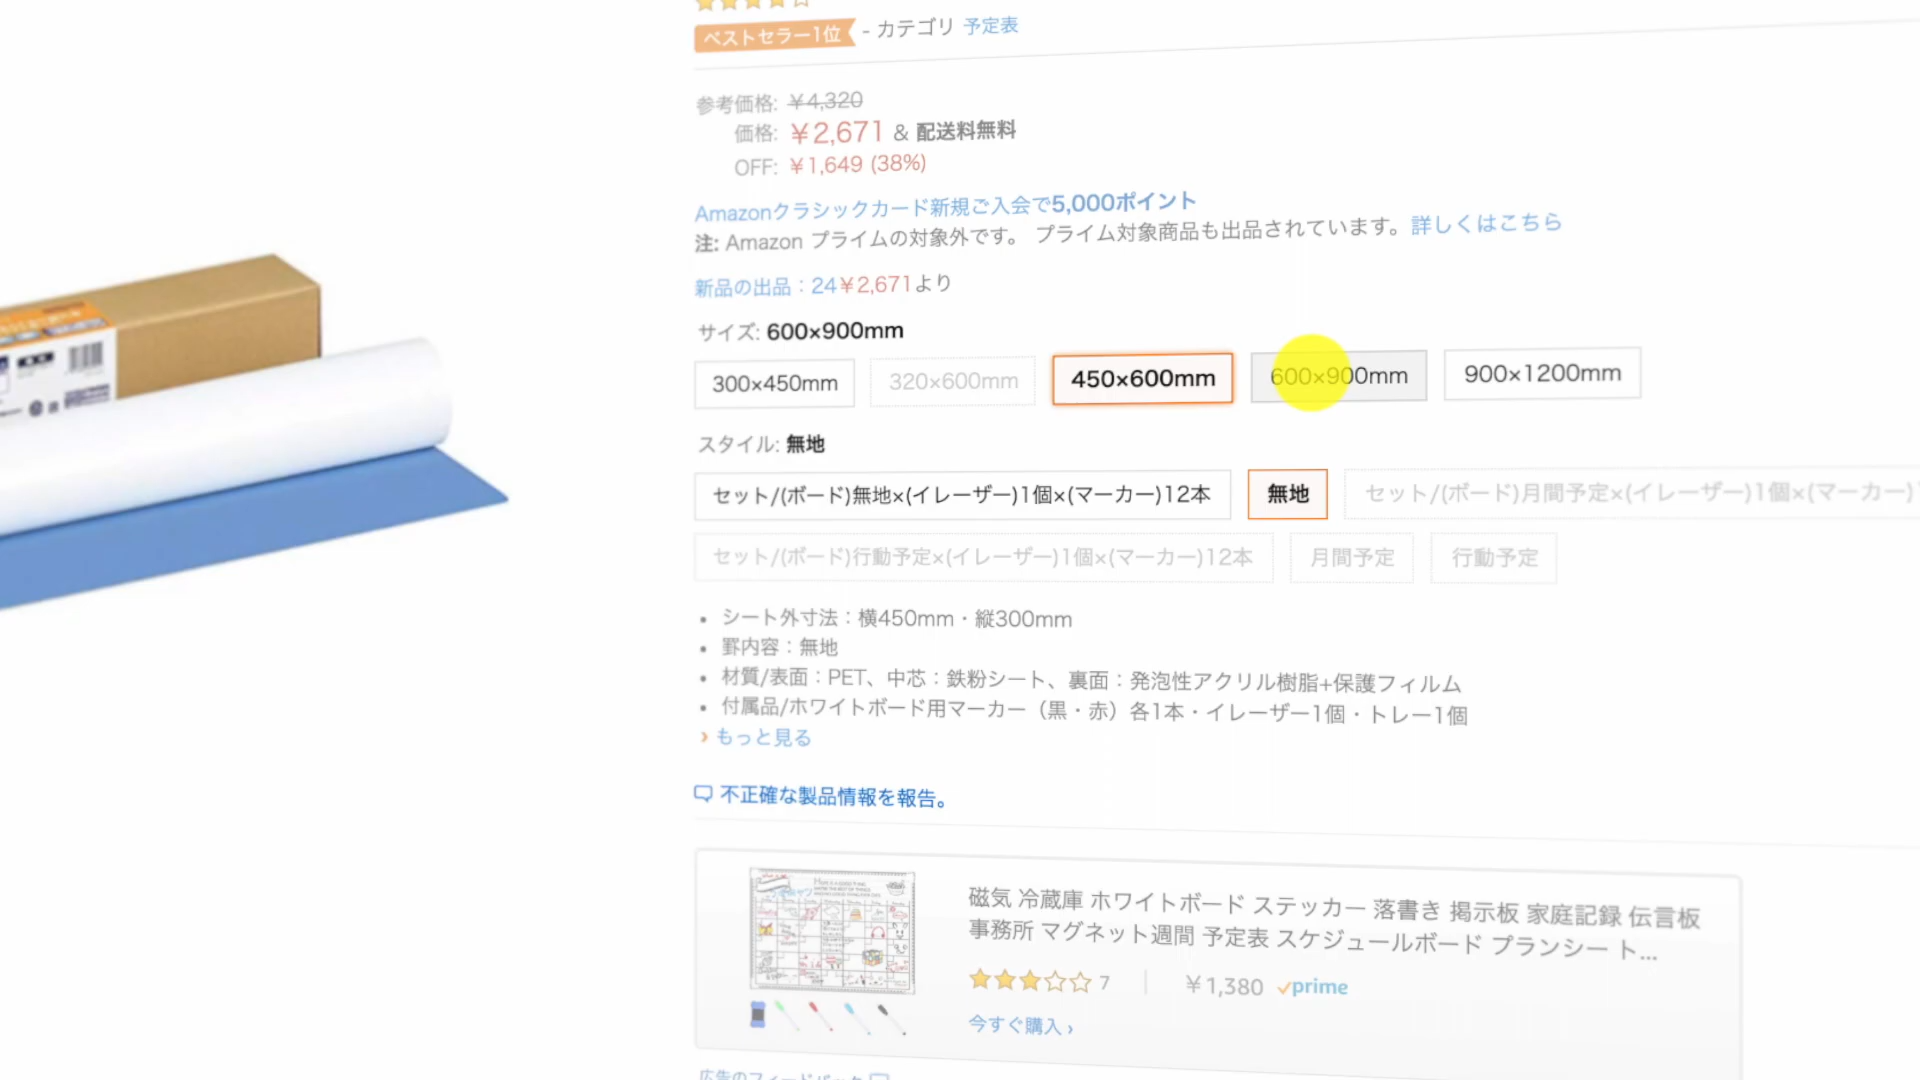 ベストセラー1位 - カテゴリ 予定表
参考価格: ￥4,320
価格: ￥2,671 & 配送料無料
OFF: ￥1,649 (38%)
Amazonクラシックカード新規ご入会で5,000ポイント
注: Amazon プライムの対象外です。 プライム対象商品も出品されています。詳しくはこちら
新品の出品：24￥2,671より
サイズ: 600×900mm
300×450mm 320×600mm 450×600mm 600×900mm 900×1200mm
スタイル: 無地
セット/(ボード)無地×(イレーザー)1個×(マーカー)12本 無地 セット/(ボード)月間予定×(イレーザー)1個×(マーカー)
セット/(ボード)行動予定×(イレーザー)1個×(マーカー)12本 月間予定 行動予定
• シート外寸法：横450mm・縦300mm
• 罫内容：無地
• 材質/表面：PET、中芯：鉄粉シート、裏面：発泡性アクリル樹脂+保護フィルム
• 付属品/ホワイトボード用マーカー（黒・赤）各1本・イレーザー1個・トレー1個
› もっと見る
不正確な製品情報を報告。
磁気 冷蔵庫 ホワイトボード ステッカー 落書き 掲示板 家庭記録 伝言板
事務所 マグネット週間 予定表 スケジュールボード プランシート...
7 ￥1,380 prime
今すぐ購入 ›
広告のフィードバック